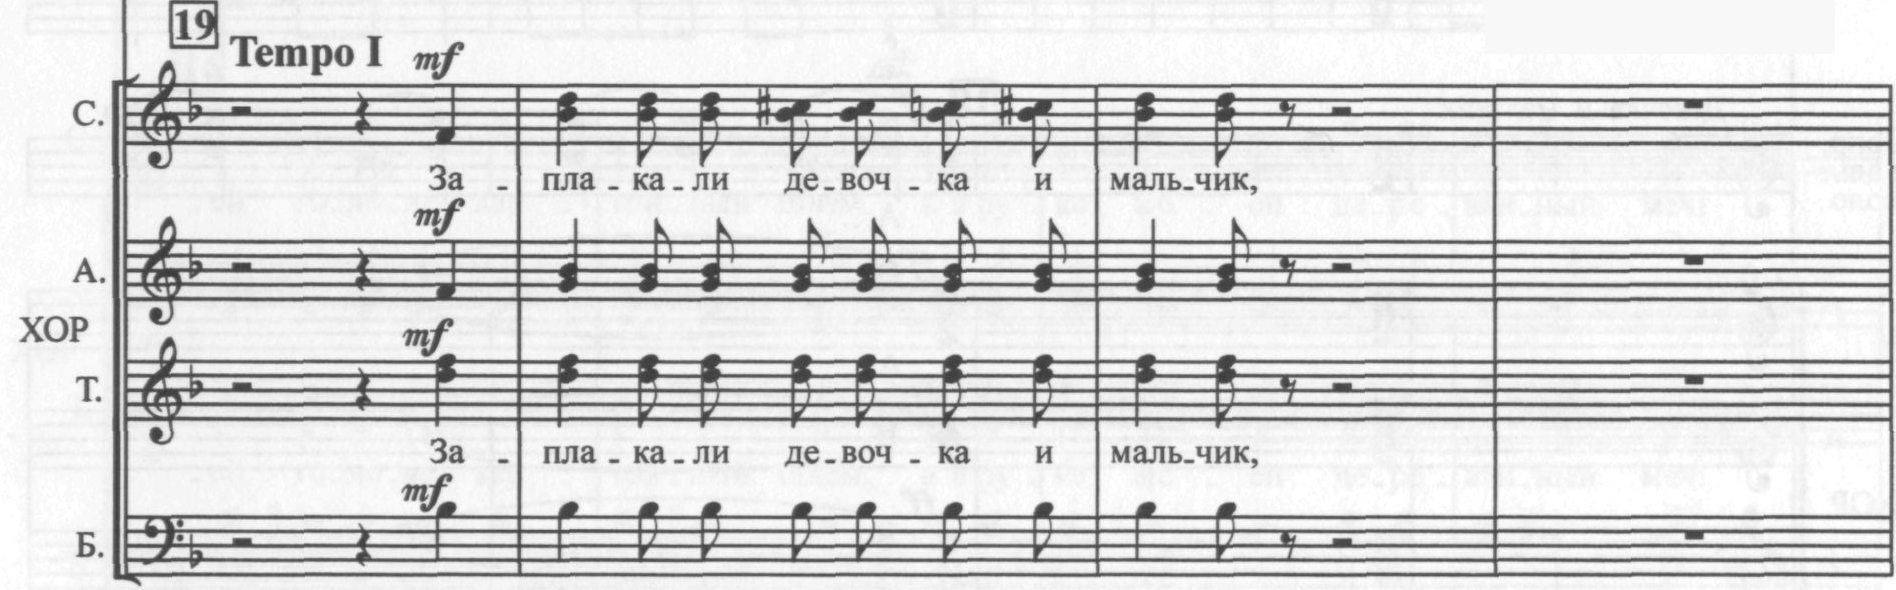 19
Tempo I mf
С.
За - пла - ка - ли де - воч - ка и маль - чик,
mf
А.
ХОР
mf
Т.
За - пла - ка - ли де - воч - ка и маль - чик,
mf
Б.